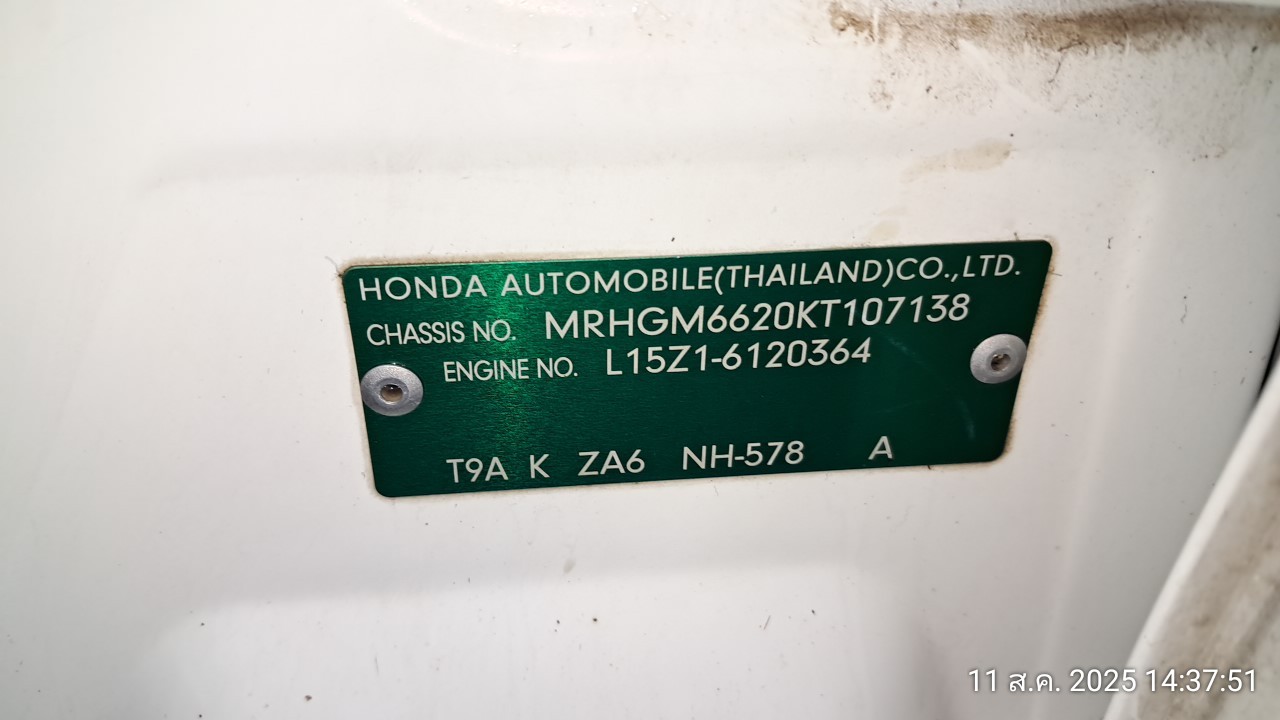 HONDA AUTOMOBILE(THAILAND)CO.,LTD.
CHASSIS NO. MRHGM6620KT107138
ENGINE NO. L15Z1-6120364
T9A K ZA6 NH-578 A
11 ส.ค. 2025 14:37:51